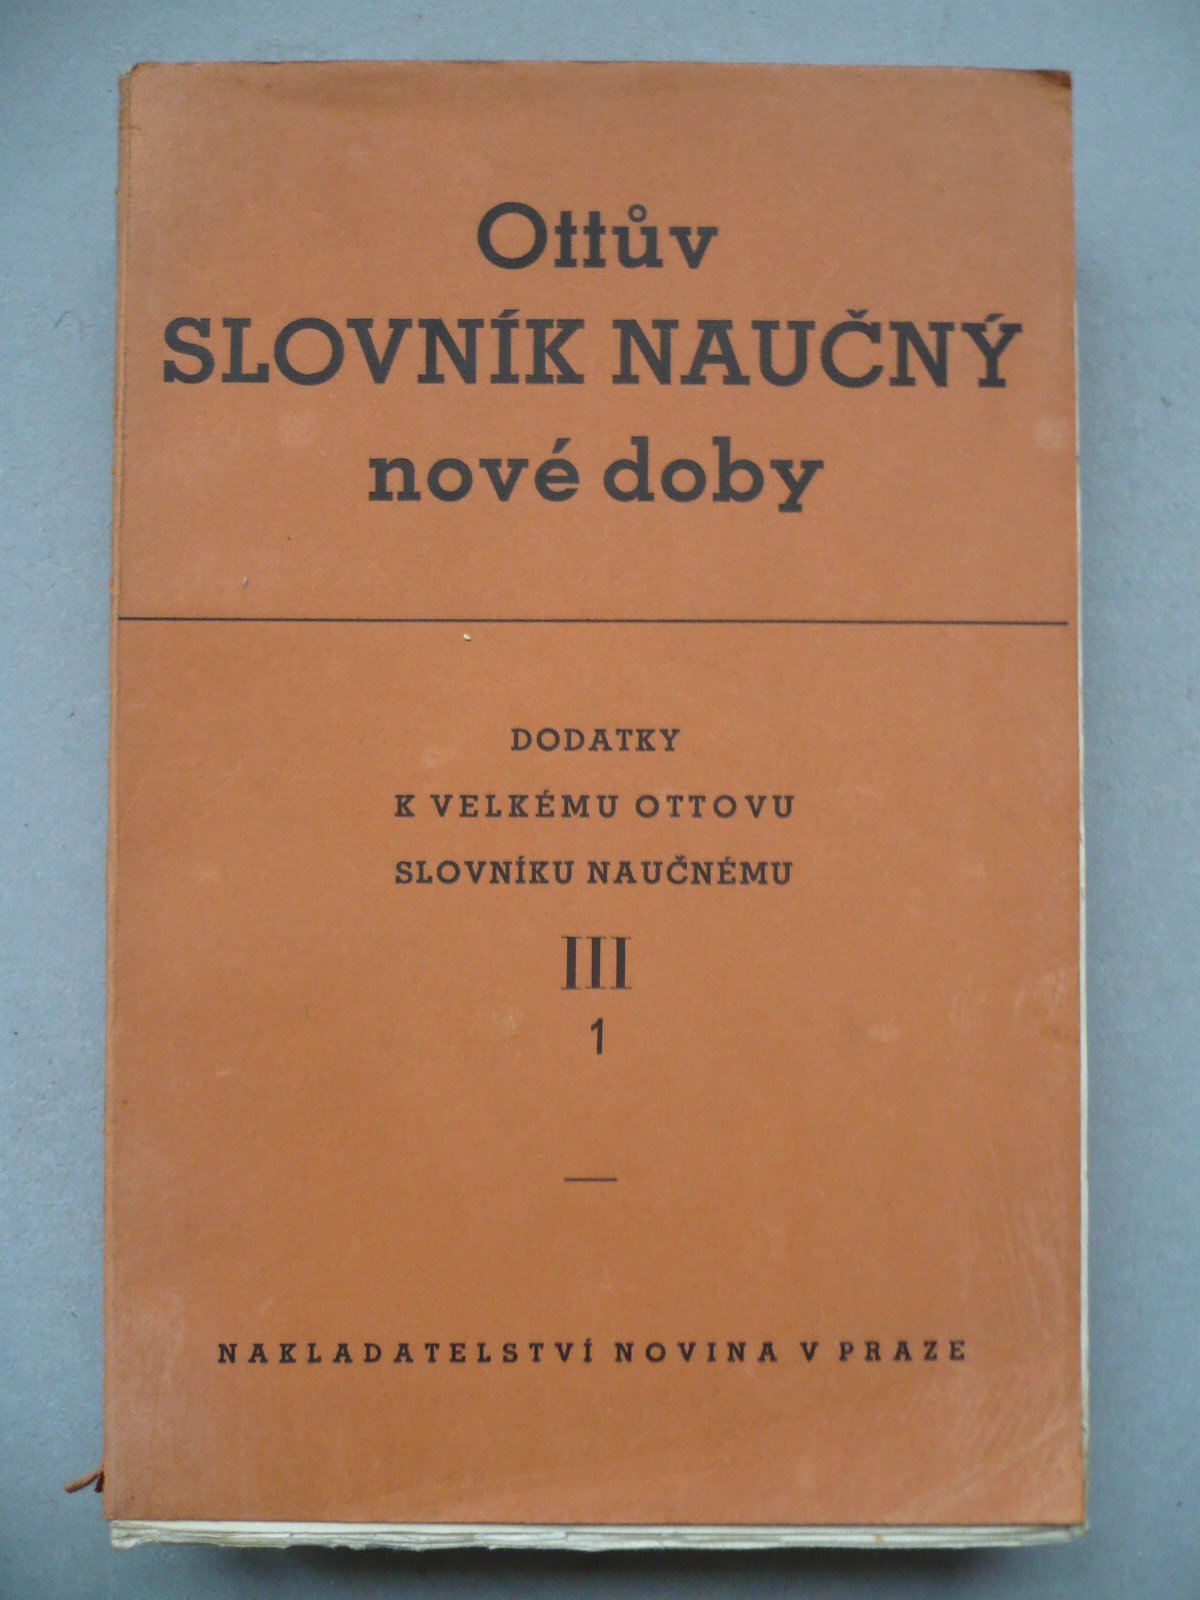 Ottův
SLOVNÍK NAUČNÝ
nové doby
DODATKY
K VELKÉMU OTTOVU
SLOVNÍKU NAUČNÉMU
III
1
NAKLADATELSTVÍ NOVINA V PRAZE